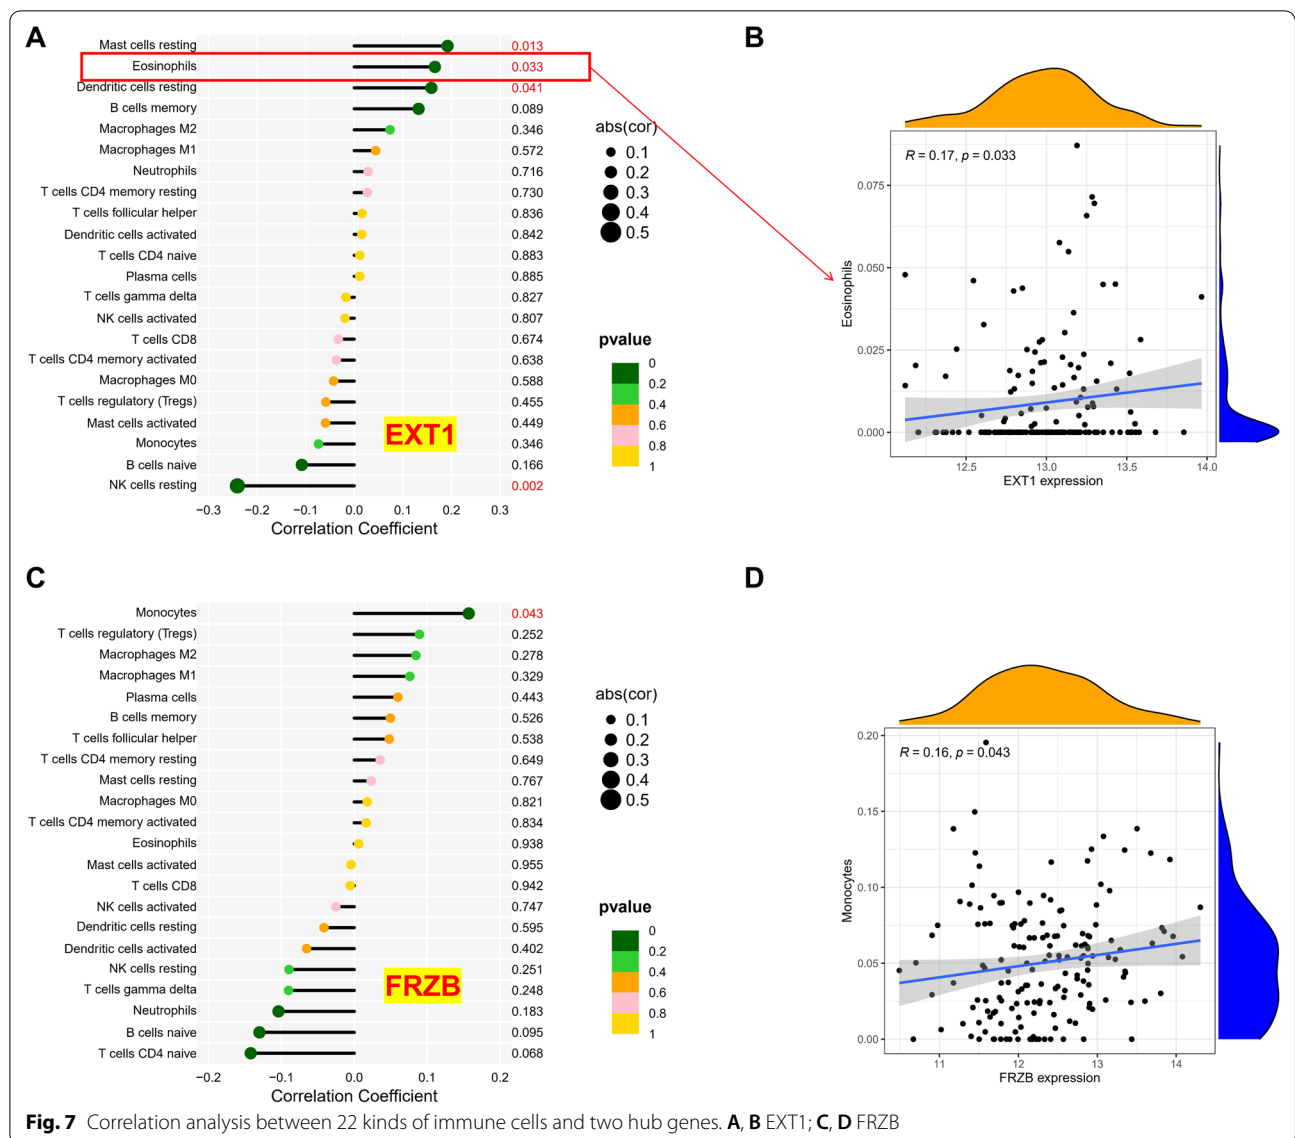 A
Mast cells resting 0.013
Eosinophils 0.033
Dendritic cells resting 0.041
B cells memory 0.089
Macrophages M2 0.346
Macrophages M1 0.572
Neutrophils 0.716
T cells CD4 memory resting 0.730
T cells follicular helper 0.836
Dendritic cells activated 0.842
T cells CD4 naive 0.883
Plasma cells 0.885
T cells gamma delta 0.827
NK cells activated 0.807
T cells CD8 0.674
T cells CD4 memory activated 0.638
Macrophages M0 0.588
T cells regulatory (Tregs) 0.455
Mast cells activated 0.449
Monocytes 0.346
B cells naive 0.166
NK cells resting 0.002
EXT1
−0.3 −0.2 −0.1 0.0 0.1 0.2 0.3
Correlation Coefficient
abs(cor)
0.1
0.2
0.3
0.4
0.5
pvalue
0
0.2
0.4
0.6
0.8
1
B
R = 0.17, p = 0.033
Eosinophils
0.075
0.050
0.025
0.000
12.5 13.0 13.5 14.0
EXT1 expression
C
Monocytes 0.043
T cells regulatory (Tregs) 0.252
Macrophages M2 0.278
Macrophages M1 0.329
Plasma cells 0.443
B cells memory 0.526
T cells follicular helper 0.538
T cells CD4 memory resting 0.649
Mast cells resting 0.767
Macrophages M0 0.821
T cells CD4 memory activated 0.834
Eosinophils 0.938
Mast cells activated 0.955
T cells CD8 0.942
NK cells activated 0.747
Dendritic cells resting 0.595
Dendritic cells activated 0.402
NK cells resting 0.251
T cells gamma delta 0.248
Neutrophils 0.183
B cells naive 0.095
T cells CD4 naive 0.068
FRZB
−0.2 −0.1 0.0 0.1 0.2
Correlation Coefficient
abs(cor)
0.1
0.2
0.3
0.4
0.5
pvalue
0
0.2
0.4
0.6
0.8
1
D
R = 0.16, p = 0.043
Monocytes
0.20
0.15
0.10
0.05
0.00
11 12 13 14
FRZB expression
Fig. 7 Correlation analysis between 22 kinds of immune cells and two hub genes. A, B EXT1; C, D FRZB